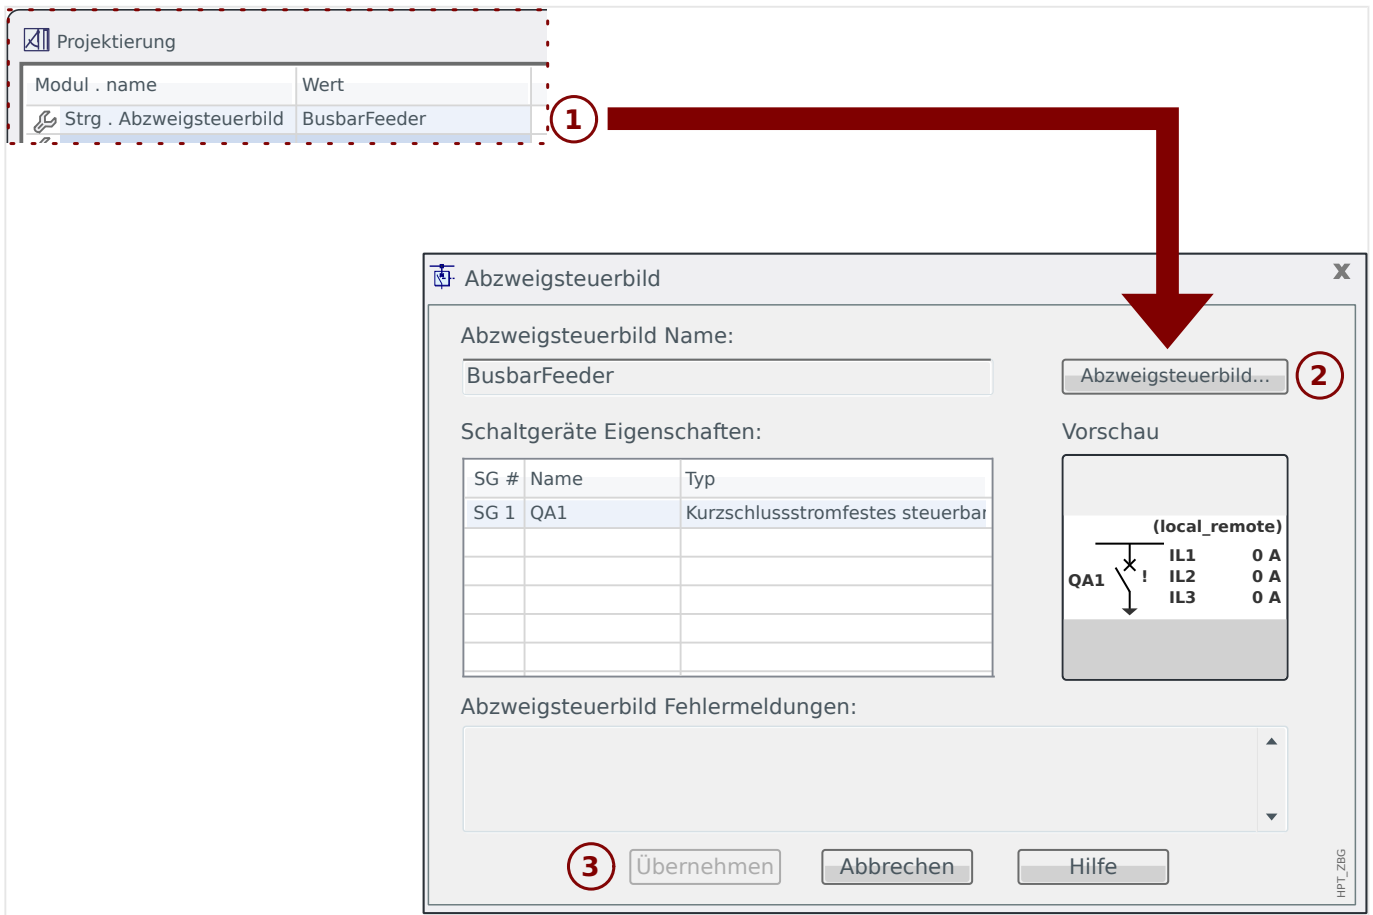 Projektierung
Modul . name Wert
Strg . Abzweigsteuerbild BusbarFeeder
1
Abzweigsteuerbild x
Abzweigsteuerbild Name:
BusbarFeeder Abzweigsteuerbild... 2
Schaltgeräte Eigenschaften: Vorschau
SG # Name Typ
SG 1 QA1 Kurzschlussstromfestes steuerbar
(local_remote)
IL1 0 A
QA1 ! IL2 0 A
IL3 0 A
Abzweigsteuerbild Fehlermeldungen:
3 Übernehmen Abbrechen Hilfe
HPT_ZBG